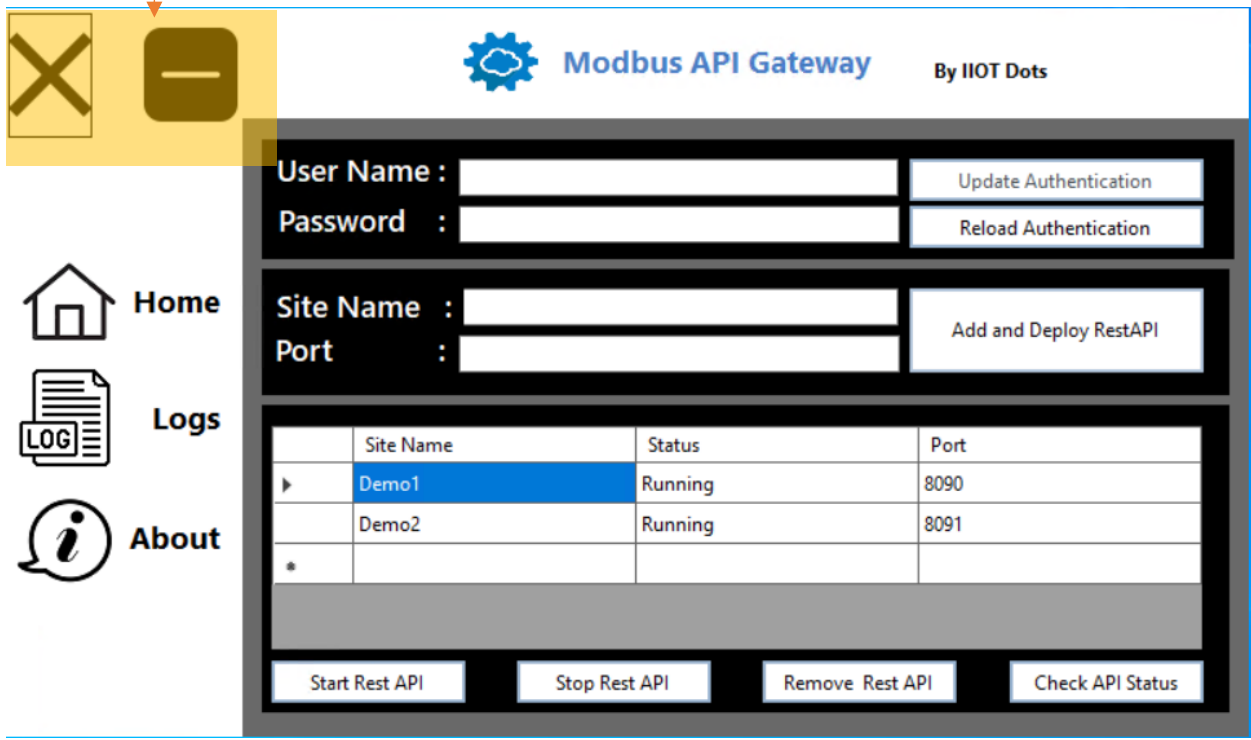 Modbus API Gateway By IIOT Dots
User Name :
Update Authentication
Password :
Reload Authentication
Home
Logs
LOG
About
Site Name :
Port :
Add and Deploy RestAPI
Site Name Status Port
Demo1 Running 8090
Demo2 Running 8091
Start Rest API Stop Rest API Remove Rest API Check API Status